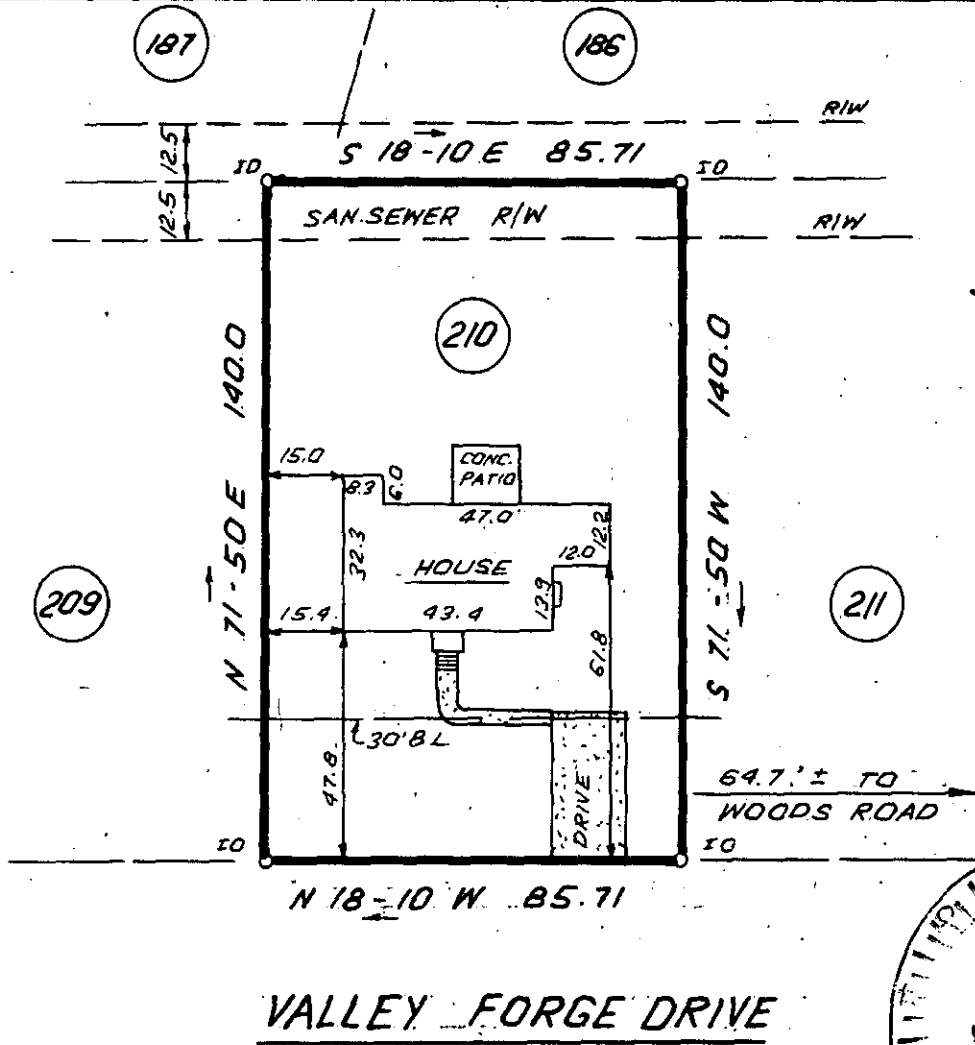 187
186
R/W
12.5
S 18-10 E 85.71
IO
IO
12.5
SAN. SEWER R/W
R/W
210
N 71-50 E 140.0
S 71-50 W 140.0
15.0
8.3
6.0
CONC.
PATIO
47.0
12.2
32.3
HOUSE
12.0
13.9
209
211
15.4
43.4
61.8
30' BL
47.8
DRIVE
64.7' ± TO
WOODS ROAD
IO
IO
N 18-10 W 85.71
VALLEY FORGE DRIVE